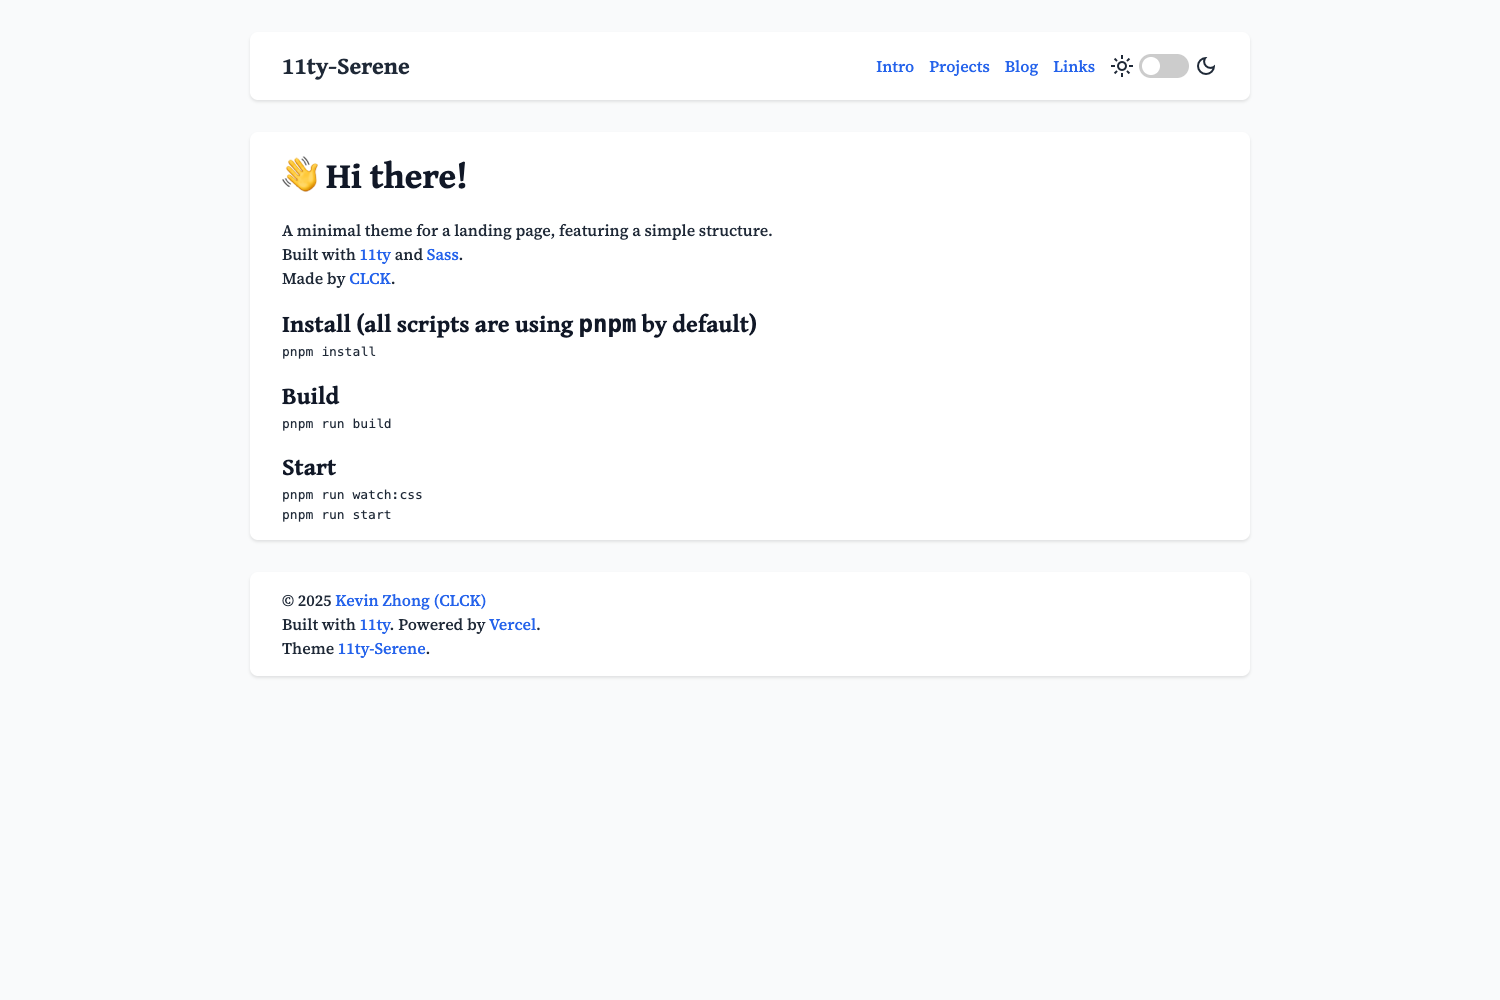 11ty-Serene
Intro Projects Blog Links
👋 Hi there!
A minimal theme for a landing page, featuring a simple structure.
Built with 11ty and Sass.
Made by CLCK.
Install (all scripts are using pnpm by default)
pnpm install
Build
pnpm run build
Start
pnpm run watch:css
pnpm run start
© 2025 Kevin Zhong (CLCK)
Built with 11ty. Powered by Vercel.
Theme 11ty-Serene.